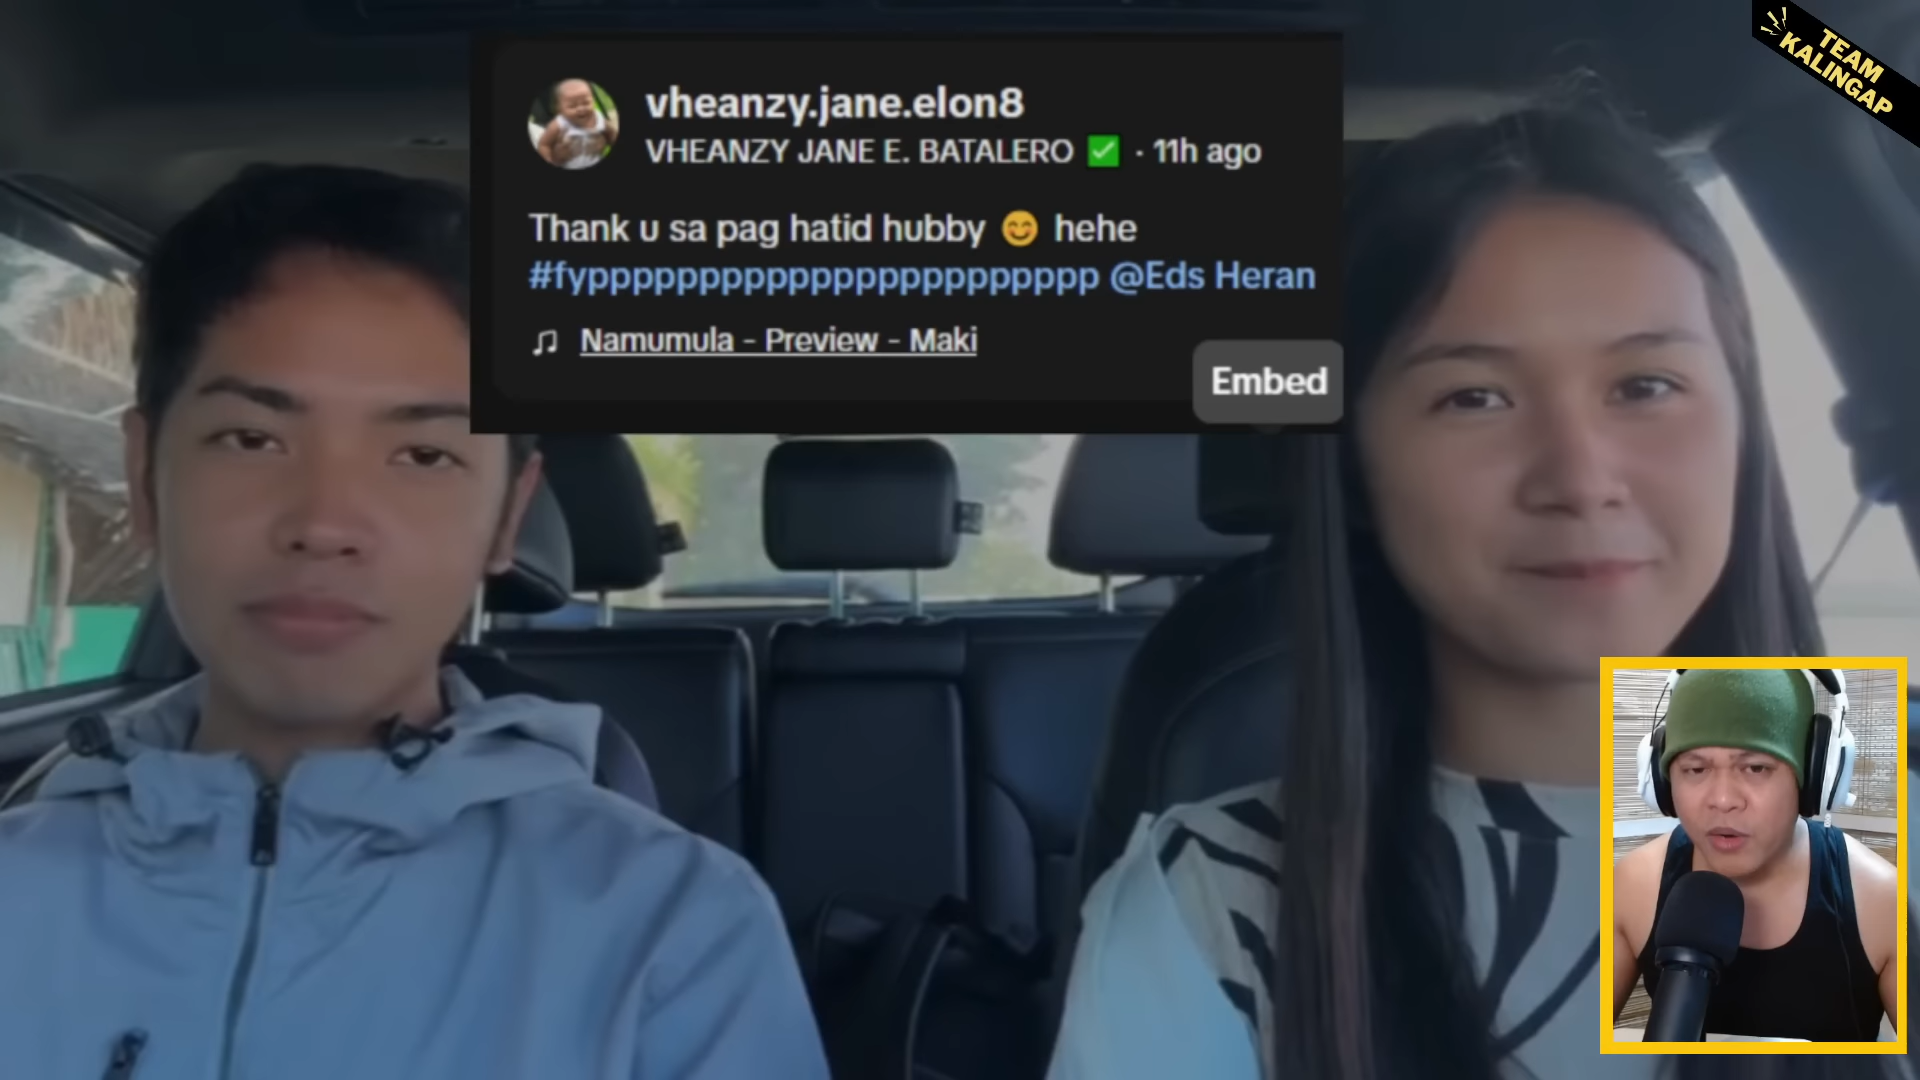 TEAM
KALINGAP
vheanzy.jane.elon8
VHEANZY JANE E. BATALERO ✅ · 11h ago
Thank u sa pag hatid hubby 😊 hehe
#fyppppppppppppppppppppppp @Eds Heran
Namumula - Preview - Maki
Embed